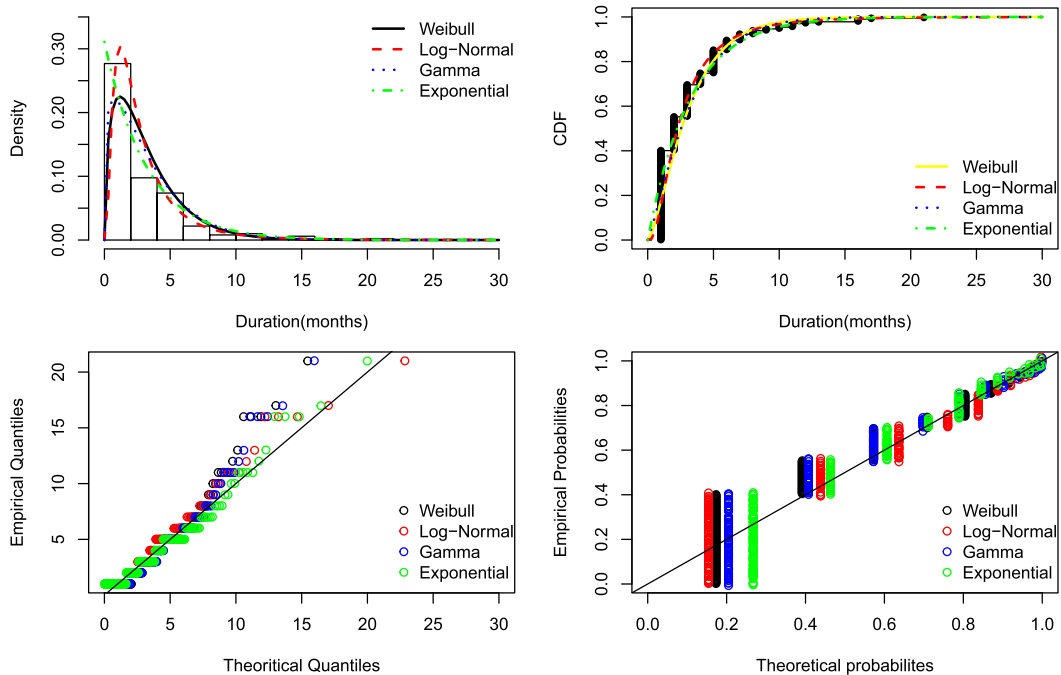 Density
0.00 0.10 0.20 0.30
0 5 10 15 20 25 30
Duration(months)
Weibull
Log−Normal
Gamma
Exponential
CDF
0.0 0.2 0.4 0.6 0.8 1.0
0 5 10 15 20 25 30
Duration(months)
Weibull
Log−Normal
Gamma
Exponential
Empirical Quantiles
5 10 15 20
0 5 10 15 20 25 30
Theoritical Quantiles
Weibull
Log−Normal
Gamma
Exponential
Empirical Probabilities
0.0 0.2 0.4 0.6 0.8 1.0
0.0 0.2 0.4 0.6 0.8 1.0
Theoretical probabilites
Weibull
Log−Normal
Gamma
Exponential